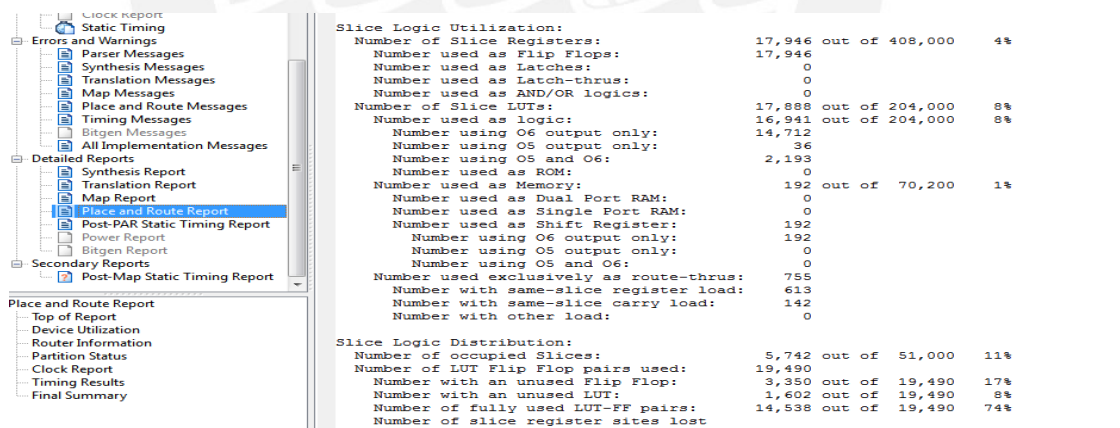 Clock Report
Static Timing
Errors and Warnings
Parser Messages
Synthesis Messages
Translation Messages
Map Messages
Place and Route Messages
Timing Messages
Bitgen Messages
All Implementation Messages
Detailed Reports
Synthesis Report
Translation Report
Map Report
Place and Route Report
Post-PAR Static Timing Report
Power Report
Bitgen Report
Secondary Reports
Post-Map Static Timing Report
Place and Route Report
Top of Report
Device Utilization
Router Information
Partition Status
Clock Report
Timing Results
Final Summary
Slice Logic Utilization:
Number of Slice Registers: 17,946 out of 408,000 4%
Number used as Flip Flops: 17,946
Number used as Latches: 0
Number used as Latch-thrus: 0
Number used as AND/OR logics: 0
Number of Slice LUTs: 17,888 out of 204,000 8%
Number used as logic: 16,941 out of 204,000 8%
Number using O6 output only: 14,712
Number using O5 output only: 36
Number using O5 and O6: 2,193
Number used as ROM: 0
Number used as Memory: 192 out of 70,200 1%
Number used as Dual Port RAM: 0
Number used as Single Port RAM: 0
Number used as Shift Register: 192
Number using O6 output only: 192
Number using O5 output only: 0
Number using O5 and O6: 0
Number used exclusively as route-thrus: 755
Number with same-slice register load: 613
Number with same-slice carry load: 142
Number with other load: 0
Slice Logic Distribution:
Number of occupied Slices: 5,742 out of 51,000 11%
Number of LUT Flip Flop pairs used: 19,490
Number with an unused Flip Flop: 3,350 out of 19,490 17%
Number with an unused LUT: 1,602 out of 19,490 8%
Number of fully used LUT-FF pairs: 14,538 out of 19,490 74%
Number of slice register sites lost